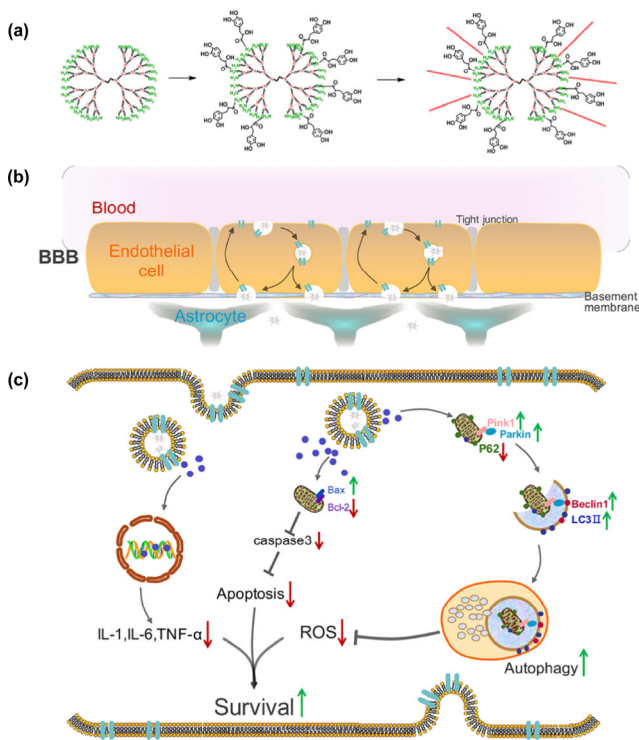 (a)
(b)
Blood
Tight junction
BBB
Endothelial
cell
Basement
membrane
Astrocyte
(c)
Pink1
Parkin
P62
Bax
Bcl-2
Beclin1
LC3Ⅱ
caspase3
Apoptosis
IL-1,IL-6,TNF-α
ROS
Autophagy
Survival